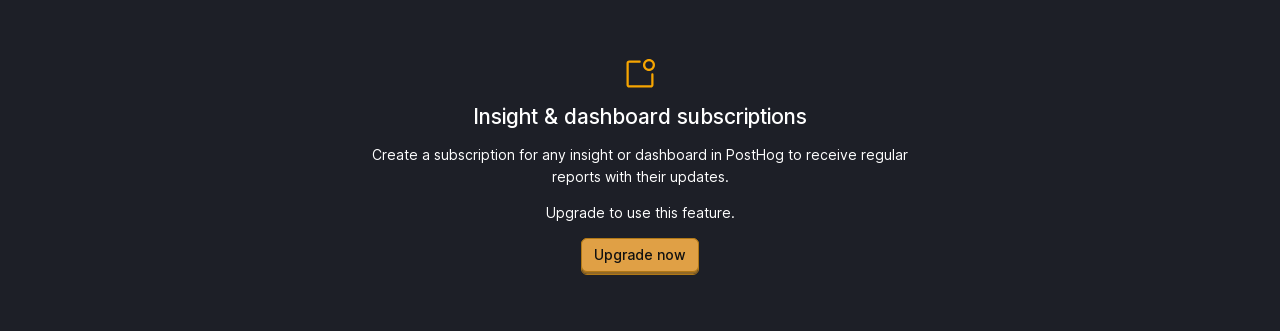 Insight & dashboard subscriptions
Create a subscription for any insight or dashboard in PostHog to receive regular
reports with their updates.
Upgrade to use this feature.
Upgrade now